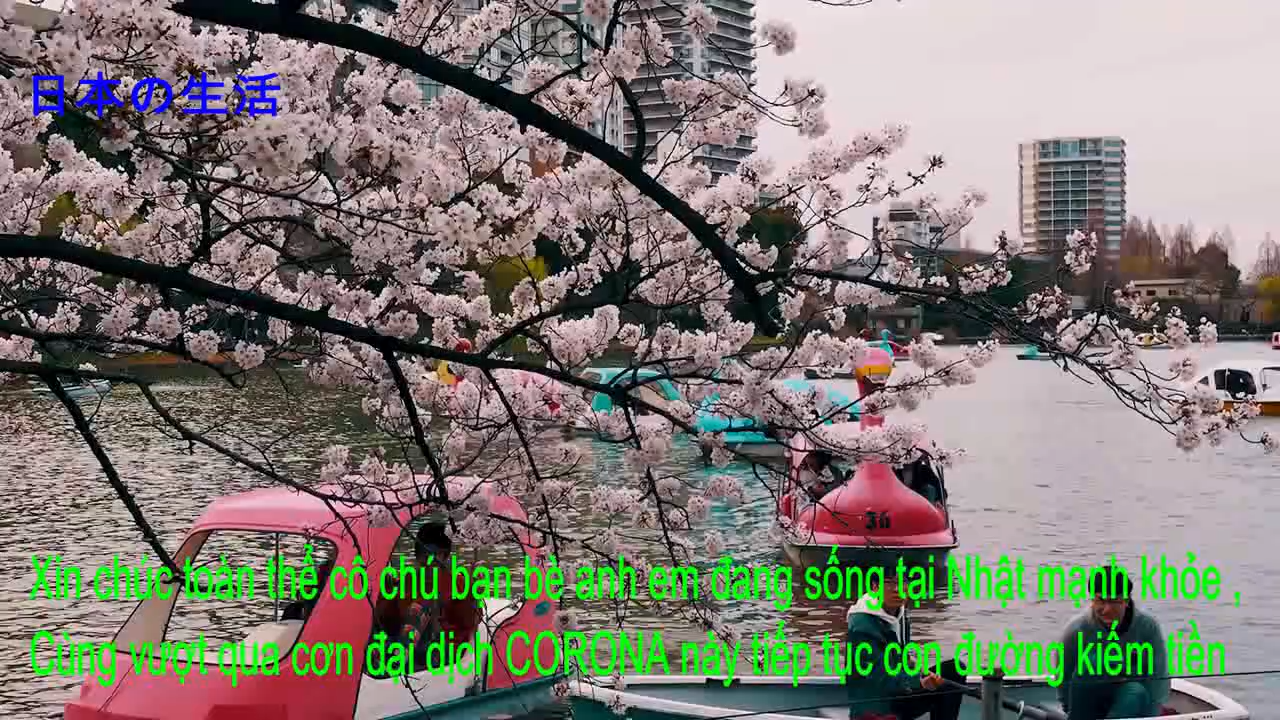 日本の生活
36
Xin chúc toàn thể cô chú bạn bè anh em đang sống tại Nhật mạnh khỏe ,
Cùng vượt qua cơn đại dịch CORONA này tiếp tục con đường kiếm tiền